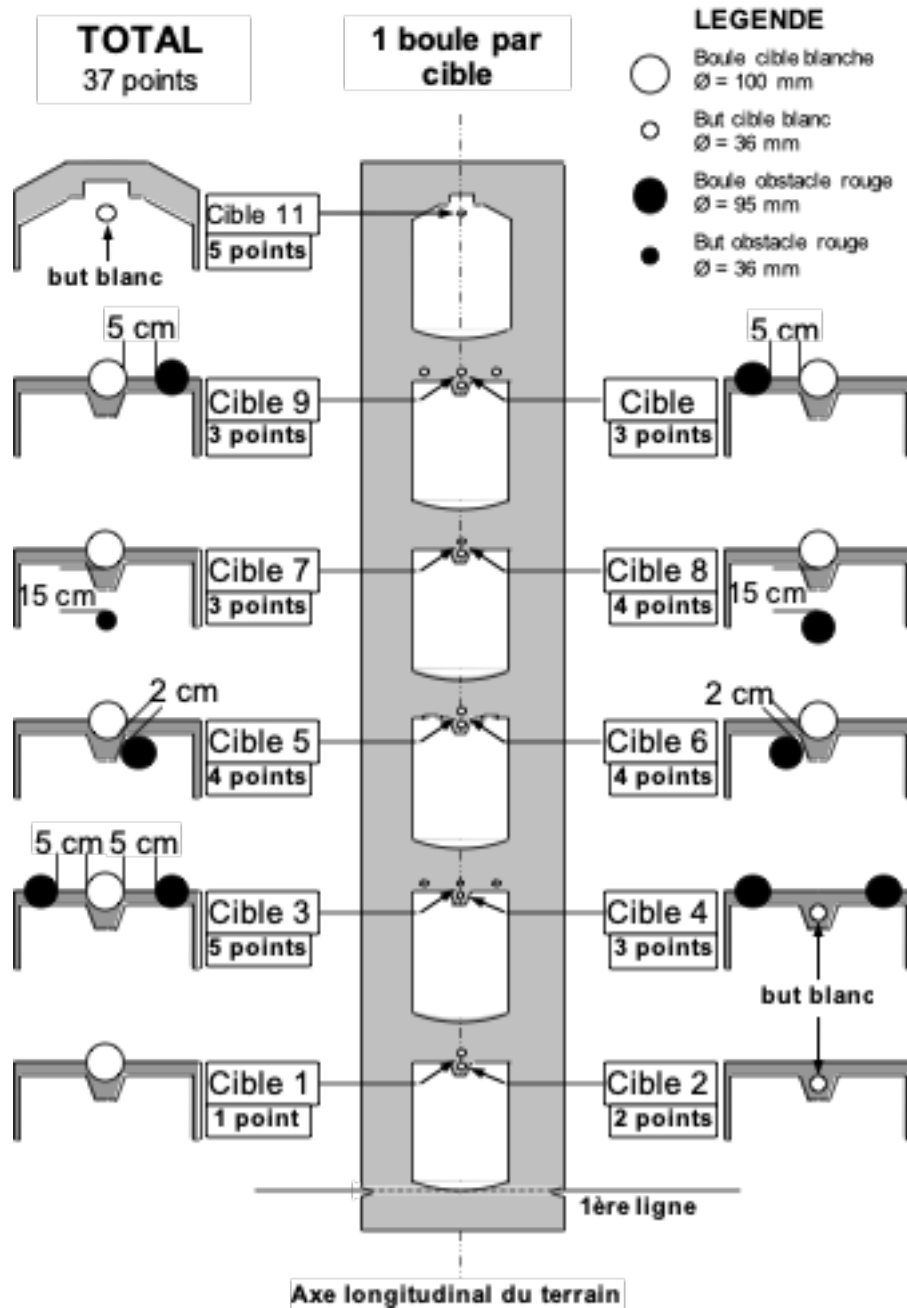 TOTAL
37 points
1 boule par
cible
LEGENDE
Boule cible blanche
Ø = 100 mm
But cible blanc
Ø = 36 mm
Boule obstacle rouge
Ø = 95 mm
But obstacle rouge
Ø = 36 mm
Cible 11
5 points
but blanc
5 cm
Cible 9
3 points
5 cm
Cible
3 points
15 cm
Cible 7
3 points
Cible 8
4 points
15 cm
2 cm
Cible 5
4 points
2 cm
Cible 6
4 points
5 cm
5 cm
Cible 3
5 points
Cible 4
3 points
but blanc
Cible 1
1 point
Cible 2
2 points
1ère ligne
Axe longitudinal du terrain